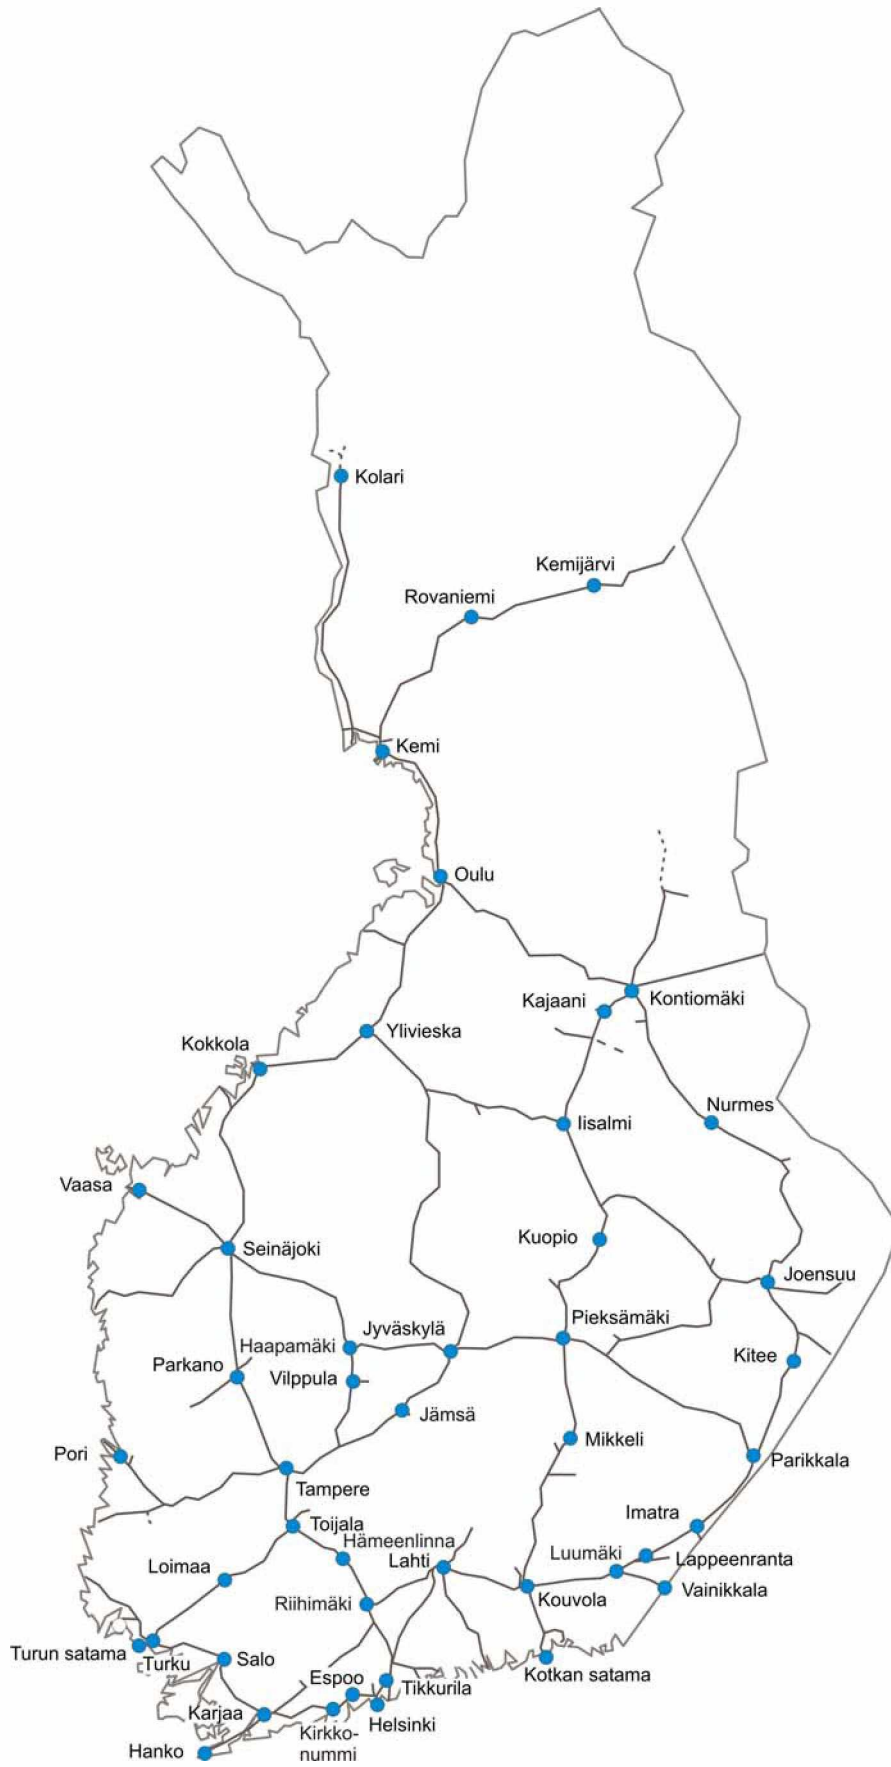 Kolari
Kemijärvi
Rovaniemi
Kemi
Oulu
Kajaani
Kontiomäki
Ylivieska
Kokkola
Nurmes
Iisalmi
Vaasa
Kuopio
Seinäjoki
Joensuu
Pieksämäki
Jyväskylä
Haapamäki
Kitee
Parkano
Vilppula
Jämsä
Mikkeli
Pori
Parikkala
Tampere
Imatra
Toijala
Hämeenlinna
Luumäki
Lappeenranta
Lahti
Loimaa
Vainikkala
Kouvola
Riihimäki
Turun satama
Turku
Salo
Espoo
Tikkurila
Kotkan satama
Karjaa
Helsinki
Kirkko-
nummi
Hanko